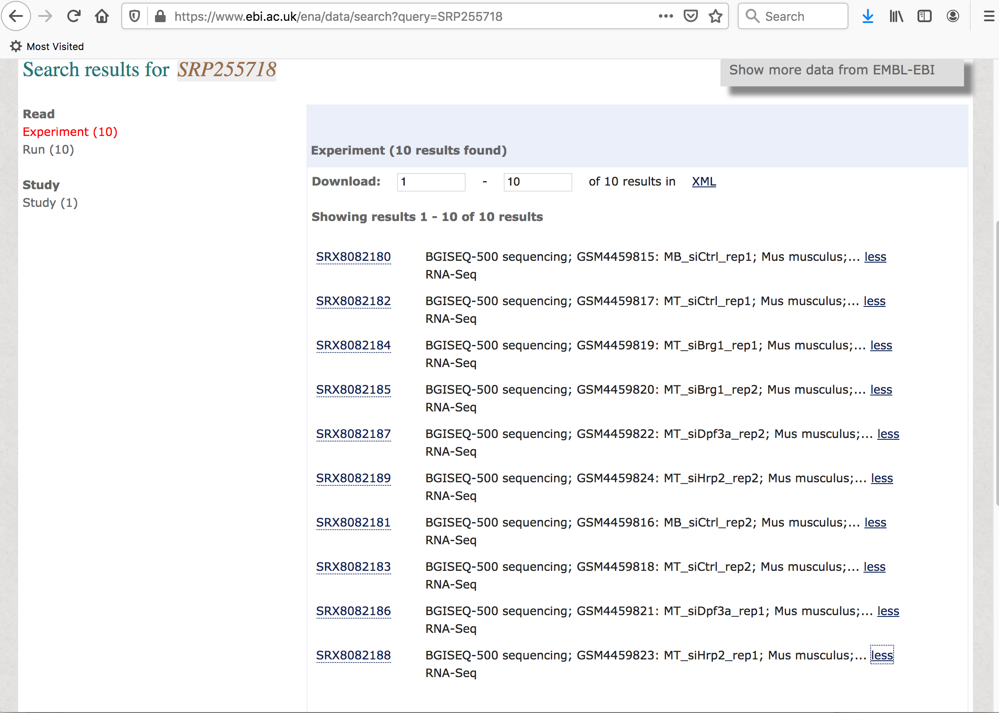 https://www.ebi.ac.uk/ena/data/search?query=SRP255718
Search
Most Visited
Search results for SRP255718
Show more data from EMBL-EBI
Read
Experiment (10)
Run (10)
Study
Study (1)
Experiment (10 results found)
Download: 1 - 10 of 10 results in XML
Showing results 1 - 10 of 10 results
SRX8082180 BGISEQ-500 sequencing; GSM4459815: MB_siCtrl_rep1; Mus musculus;... less
RNA-Seq
SRX8082182 BGISEQ-500 sequencing; GSM4459817: MT_siCtrl_rep1; Mus musculus;... less
RNA-Seq
SRX8082184 BGISEQ-500 sequencing; GSM4459819: MT_siBrg1_rep1; Mus musculus;... less
RNA-Seq
SRX8082185 BGISEQ-500 sequencing; GSM4459820: MT_siBrg1_rep2; Mus musculus;... less
RNA-Seq
SRX8082187 BGISEQ-500 sequencing; GSM4459822: MT_siDpf3a_rep2; Mus musculus;... less
RNA-Seq
SRX8082189 BGISEQ-500 sequencing; GSM4459824: MT_siHrp2_rep2; Mus musculus;... less
RNA-Seq
SRX8082181 BGISEQ-500 sequencing; GSM4459816: MB_siCtrl_rep2; Mus musculus;... less
RNA-Seq
SRX8082183 BGISEQ-500 sequencing; GSM4459818: MT_siCtrl_rep2; Mus musculus;... less
RNA-Seq
SRX8082186 BGISEQ-500 sequencing; GSM4459821: MT_siDpf3a_rep1; Mus musculus;... less
RNA-Seq
SRX8082188 BGISEQ-500 sequencing; GSM4459823: MT_siHrp2_rep1; Mus musculus;... less
RNA-Seq